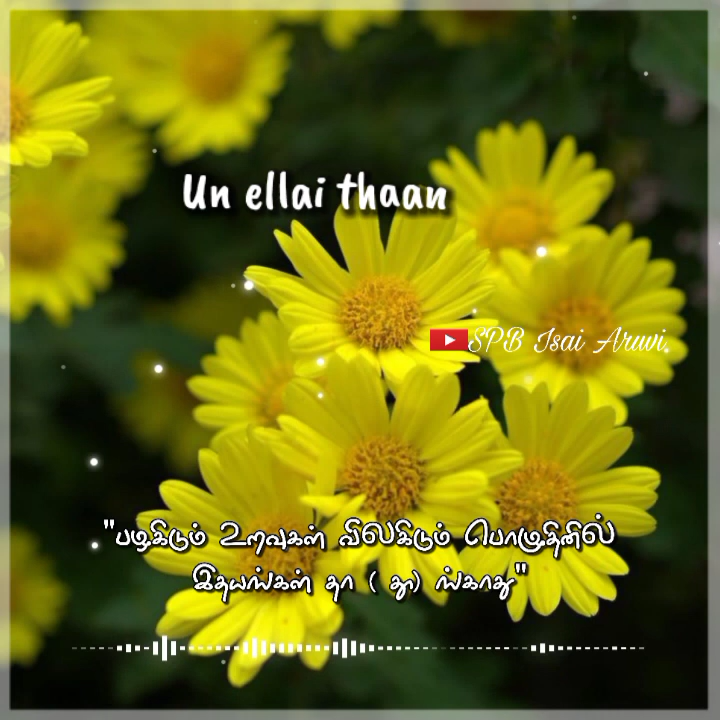 Un ellai thaan
SPB Isai Aruvi.
"பழகிடும் உறவுகள் விலகிடும் பொழுதினில்
இதயங்கள் தா ( தூ) ங்காது"